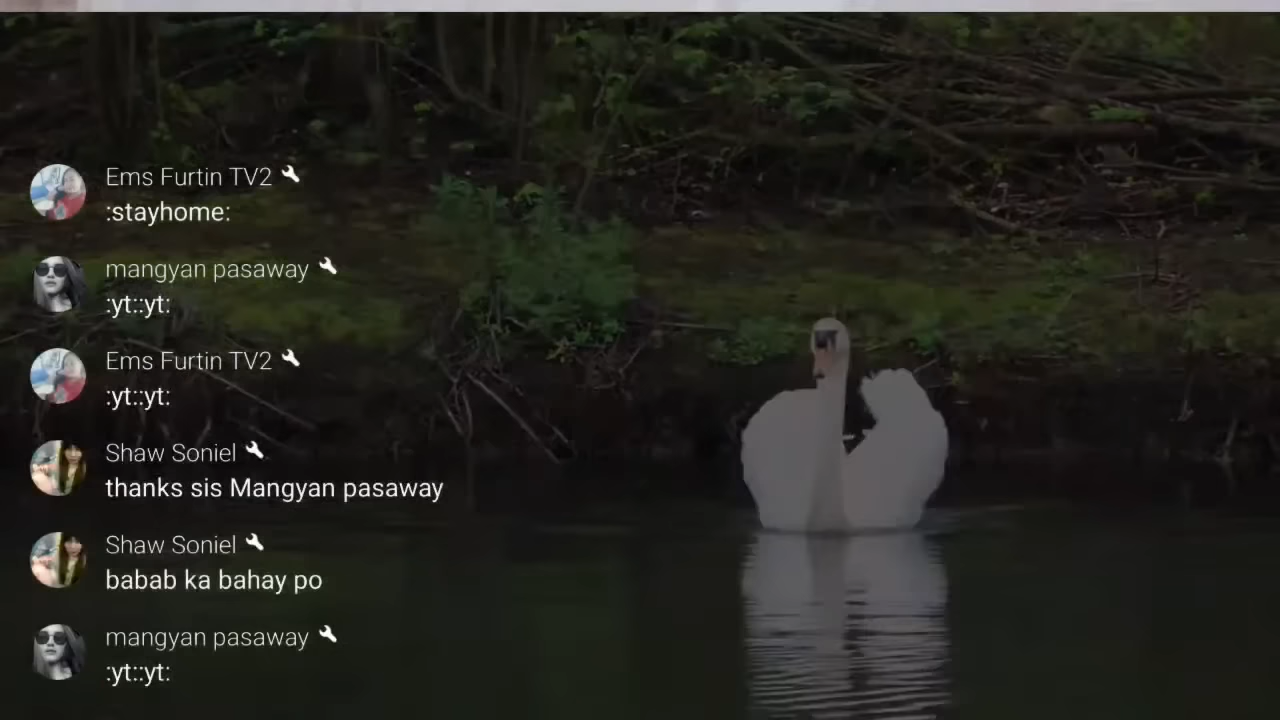 Ems Furtin TV2
:stayhome:
mangyan pasaway
:yt::yt:
Ems Furtin TV2
:yt::yt:
Shaw Soniel
thanks sis Mangyan pasaway
Shaw Soniel
babab ka bahay po
mangyan pasaway
:yt::yt: